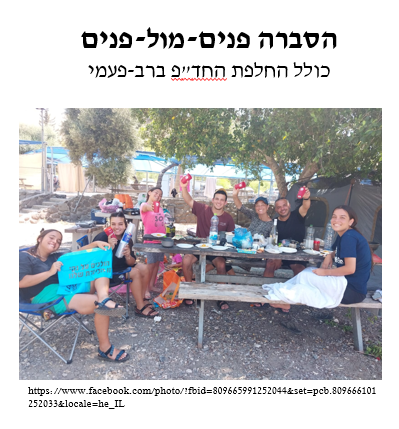 הסברה פנים-מול-פנים
כולל החלפת החד״פ ברב-פעמי
https://www.facebook.com/photo/?fbid=809665991252044&set=pcb.809666101
252033&locale=he_IL